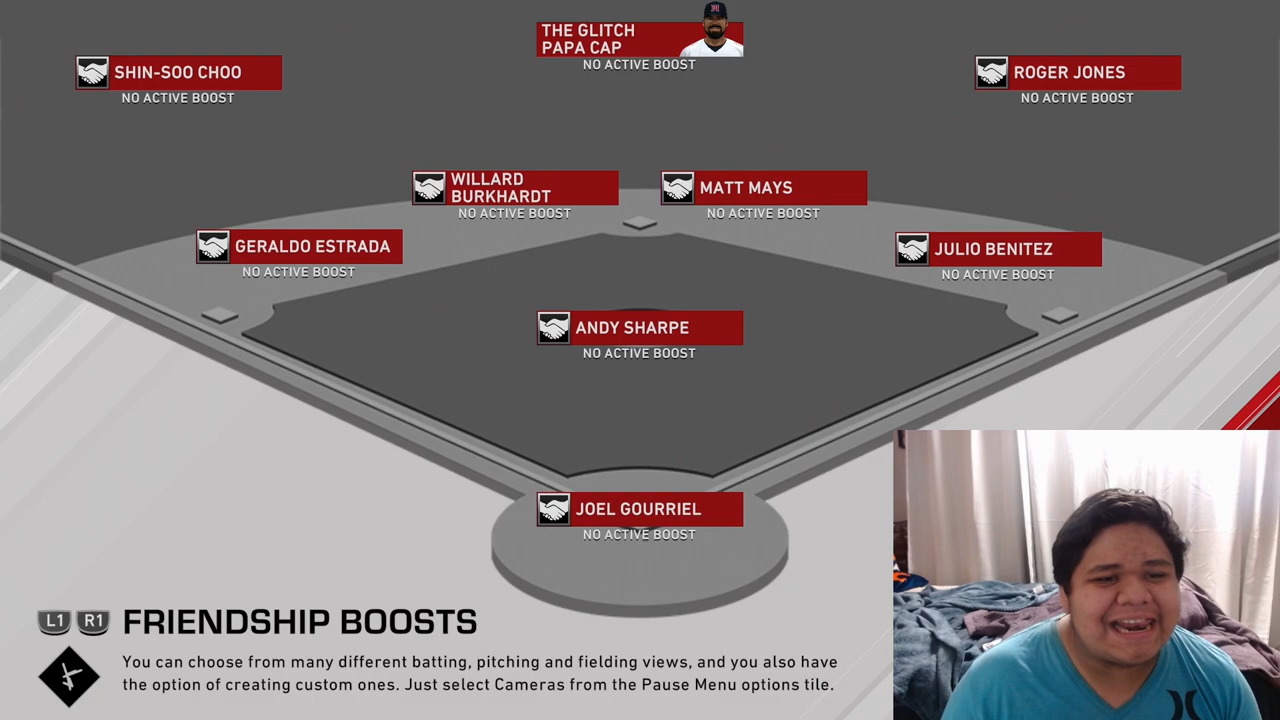 THE GLITCH
PAPA CAP
NO ACTIVE BOOST
SHIN-SOO CHOO
NO ACTIVE BOOST
ROGER JONES
NO ACTIVE BOOST
WILLARD
BURKHARDT
NO ACTIVE BOOST
MATT MAYS
NO ACTIVE BOOST
GERALDO ESTRADA
NO ACTIVE BOOST
JULIO BENITEZ
NO ACTIVE BOOST
ANDY SHARPE
NO ACTIVE BOOST
JOEL GOURRIEL
NO ACTIVE BOOST
L1 R1 FRIENDSHIP BOOSTS
You can choose from many different batting, pitching and fielding views, and you also have
the option of creating custom ones. Just select Cameras from the Pause Menu options tile.